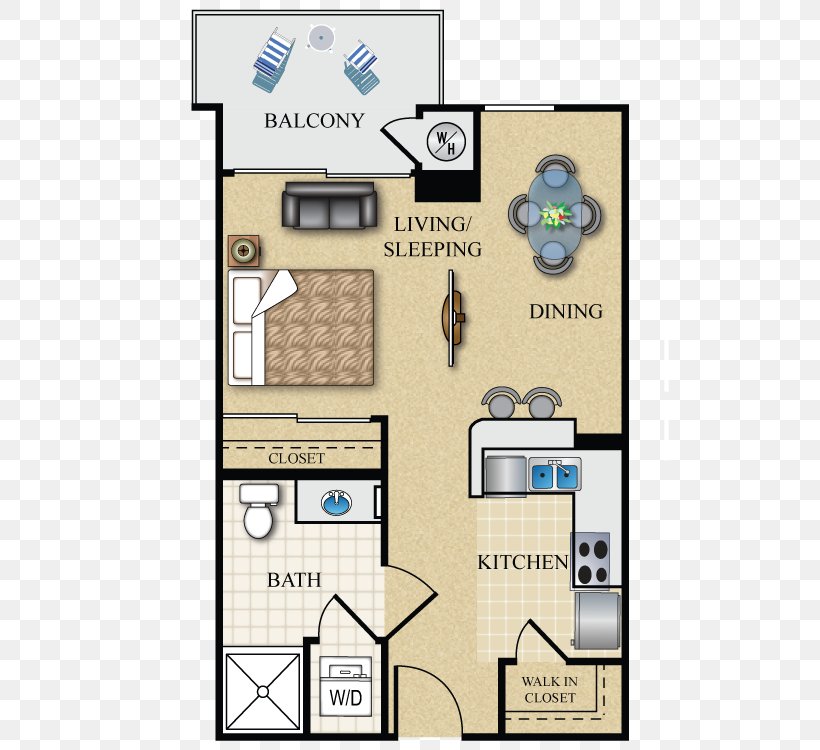 BALCONY
W/H
LIVING/
SLEEPING
DINING
CLOSET
KITCHEN
BATH
WALK IN
CLOSET
W/D